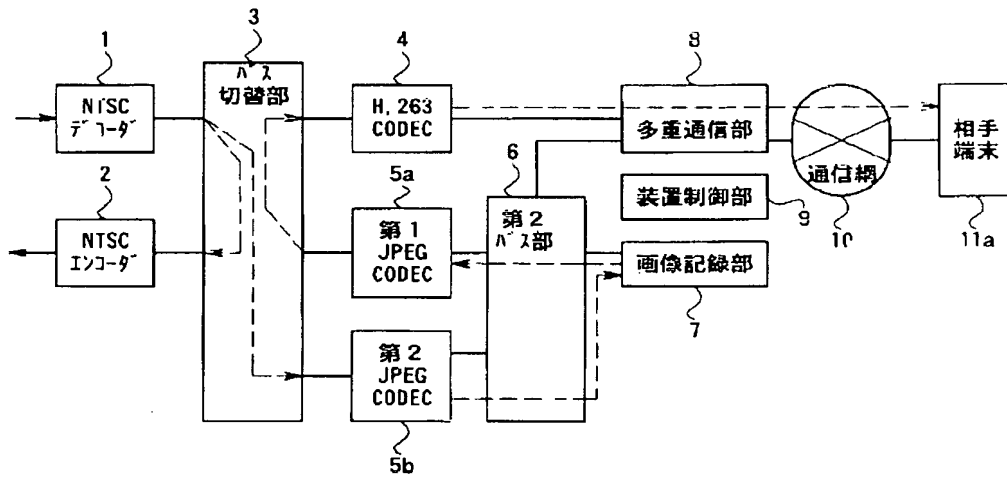 1
NTSC
デコーダ
2
NTSC
エンコーダ
3
バス
切替部
4
H,263
CODEC
5a
第1
JPEG
CODEC
第2
JPEG
CODEC
5b
6
第2
バス部
8
多重通信部
装置制御部
9
画像記録部
7
通信網
10
相手
端末
11a